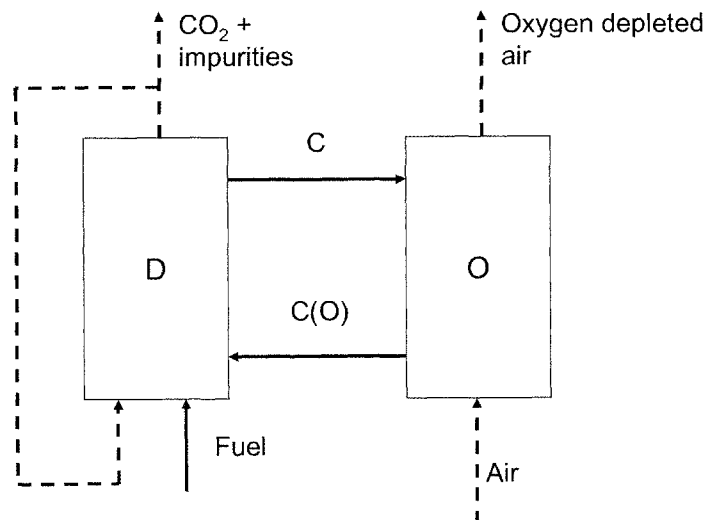 CO₂ +
impurities
Oxygen depleted
air
C
D
O
C(O)
Fuel
Air